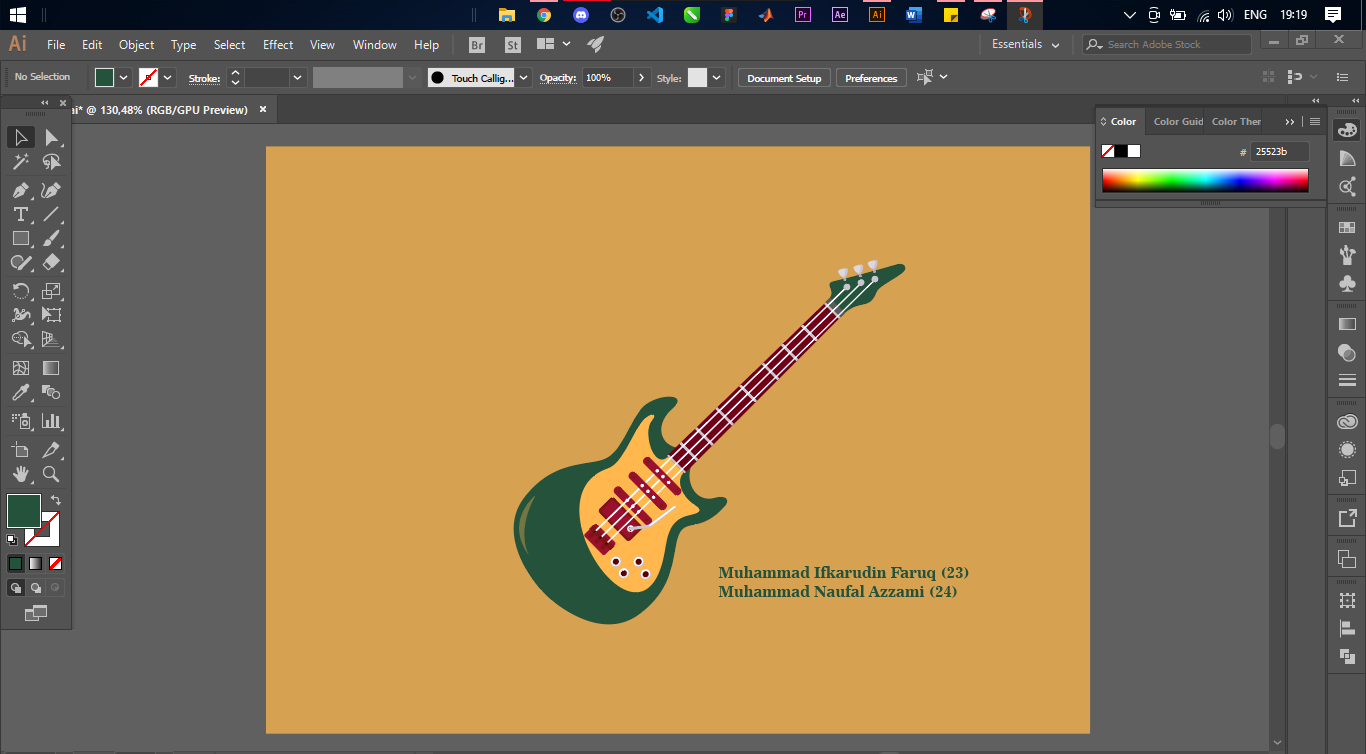 ENG 19:19
Ai File Edit Object Type Select Effect View Window Help Br St Essentials Search Adobe Stock
No Selection Stroke: Touch Callig... Opacity: 100% Style: Document Setup Preferences
ai* @ 130,48% (RGB/GPU Preview)
Color Color Guid Color Ther
# 25523b
Muhammad Ifkarudin Faruq (23)
Muhammad Naufal Azzami (24)